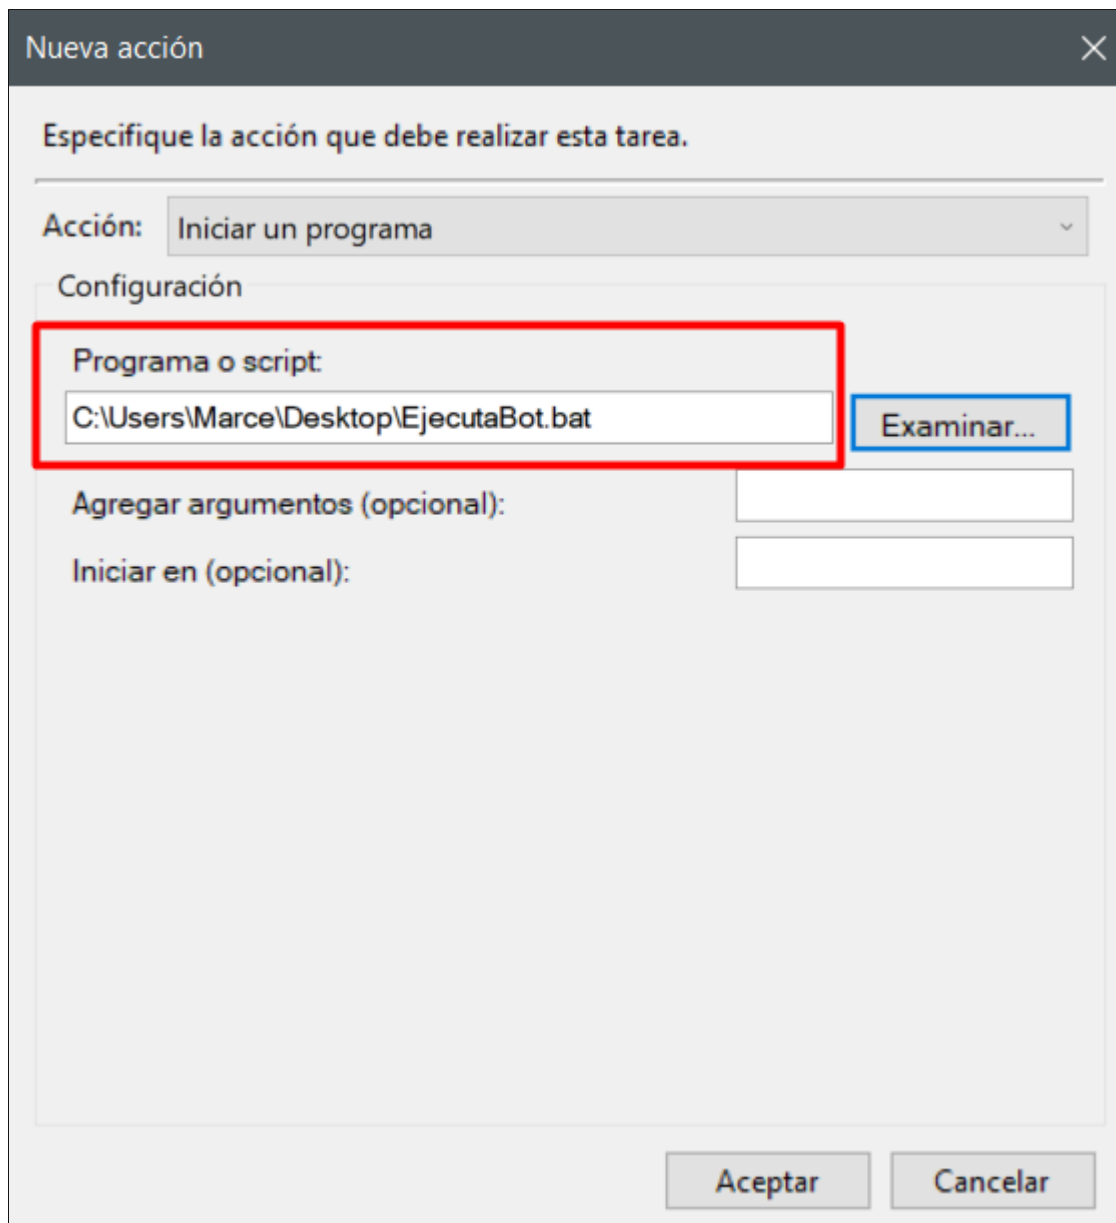 Nueva acción
Especifique la acción que debe realizar esta tarea.
Acción: Iniciar un programa
Configuración
Programa o script:
C:\Users\Marce\Desktop\EjecutaBot.bat Examinar...
Agregar argumentos (opcional):
Iniciar en (opcional):
Aceptar Cancelar